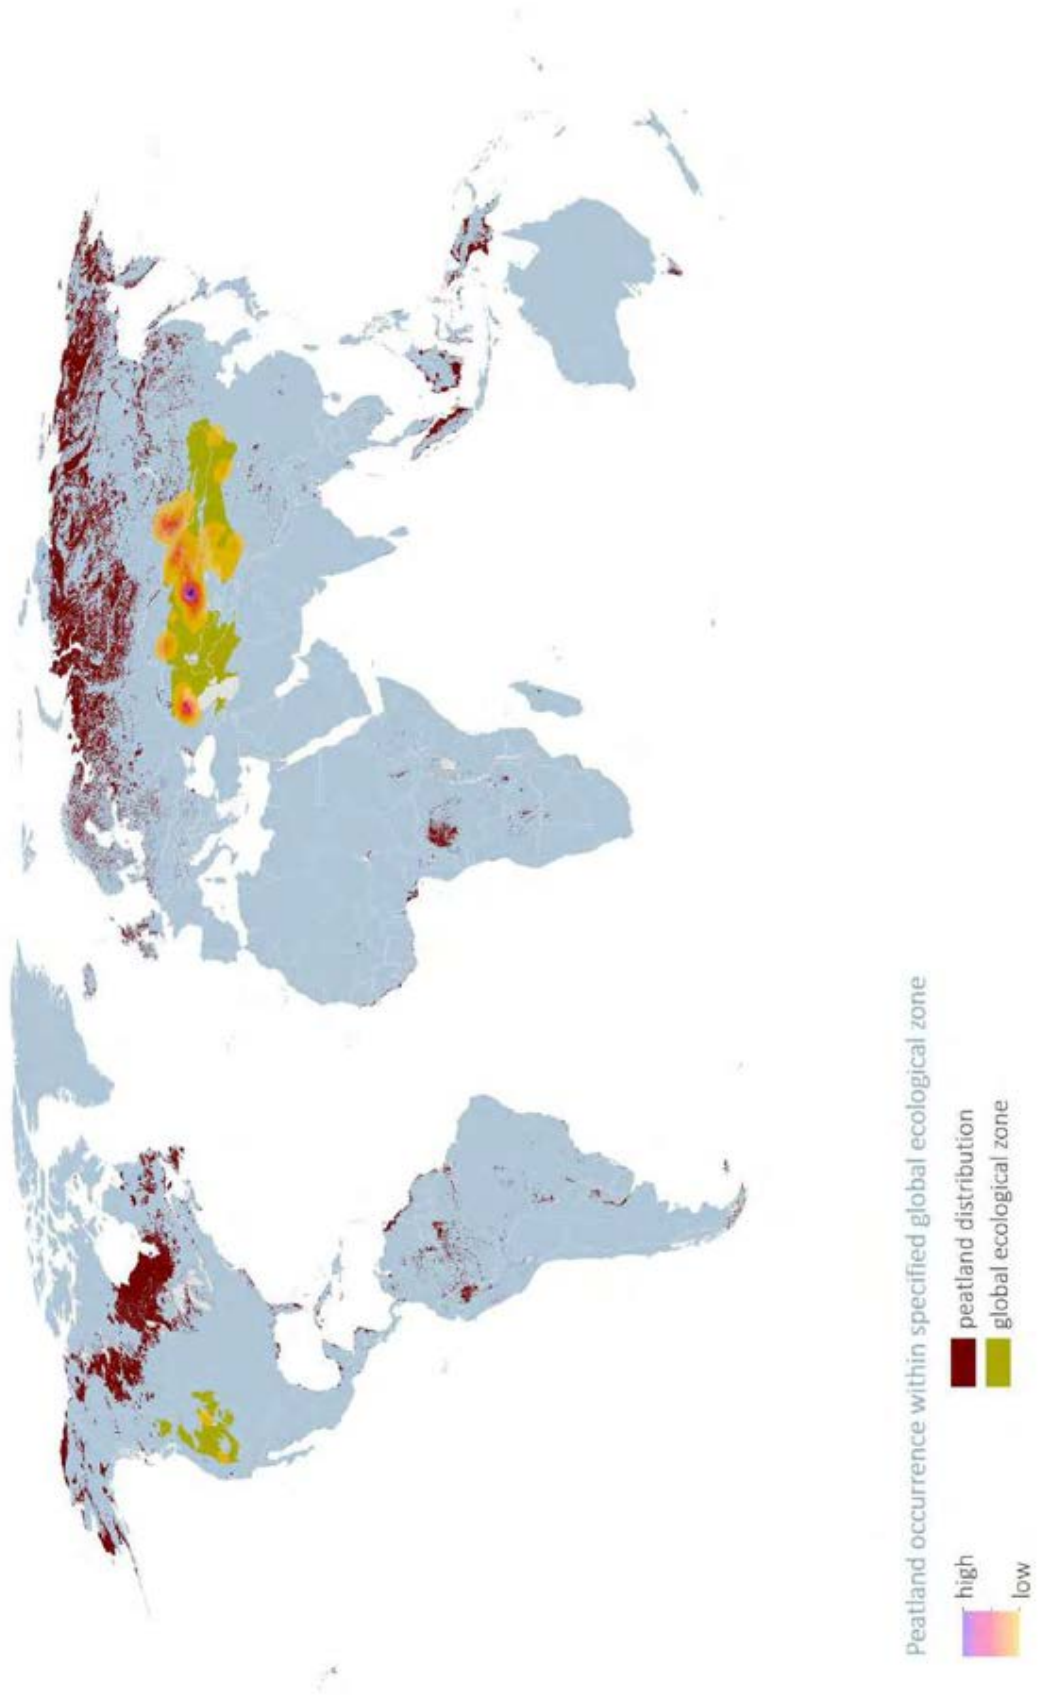 Peatland occurrence within specified global ecological zone
high
low
peatland distribution
global ecological zone